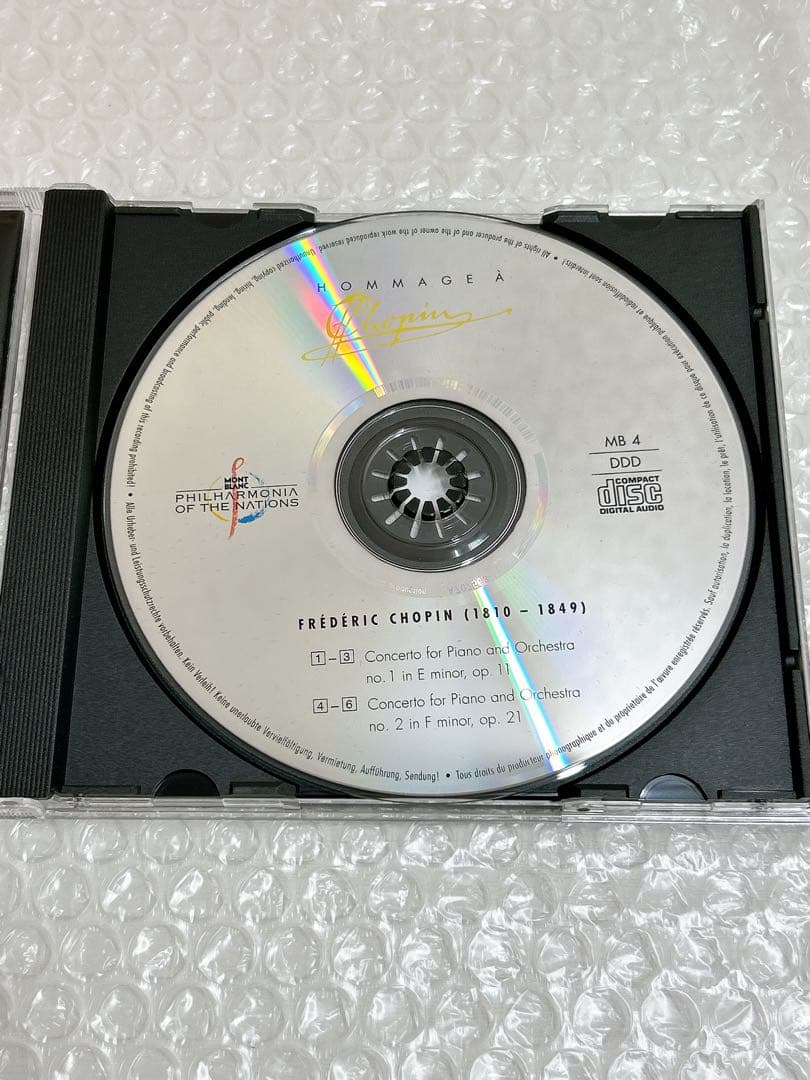 HOMMAGE À
Chopin
MONT
BLANC
PHILHARMONIA
OF THE NATIONS
MB 4
DDD
COMPACT
disc
DIGITAL AUDIO
FRÉDÉRIC CHOPIN (1810 – 1849)
1 – 3 Concerto for Piano and Orchestra
no. 1 in E minor, op. 11
4 – 6 Concerto for Piano and Orchestra
no. 2 in F minor, op. 21
All rights of the producer and of the owner of the work reproduced reserved. Unauthorized copying, hiring, lending, public performance and broadcasting of this recording prohibited! • Alle Urheber- und Leistungsschutzrechte vorbehalten. Kein Verleih! Keine unerlaubte Vervielfältigung, Vermietung, Aufführung, Sendung! • Tous droits du producteur phonographique et du propriétaire de l'œuvre enregistrée réservés. Sauf autorisation, la duplication, la location, le prêt, l'utilisation de ce disque pour exécution publique et radiodiffusion sont interdits! •